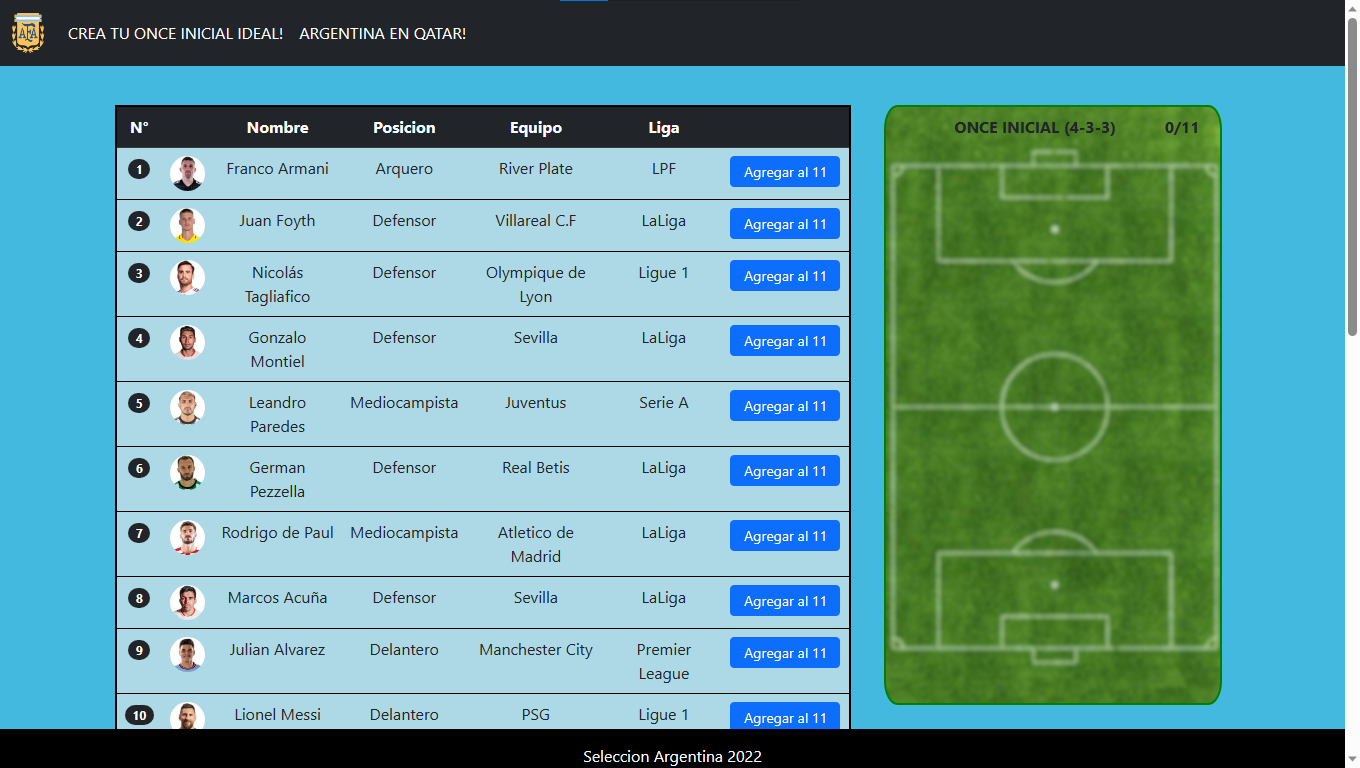 AFA
CREA TU ONCE INICIAL IDEAL! ARGENTINA EN QATAR!
N° Nombre Posicion Equipo Liga
1 Franco Armani Arquero River Plate LPF Agregar al 11
2 Juan Foyth Defensor Villareal C.F LaLiga Agregar al 11
3 Nicolás Defensor Olympique de Ligue 1 Agregar al 11
Tagliafico Lyon
4 Gonzalo Defensor Sevilla LaLiga Agregar al 11
Montiel
5 Leandro Mediocampista Juventus Serie A Agregar al 11
Paredes
6 German Defensor Real Betis LaLiga Agregar al 11
Pezzella
7 Rodrigo de Paul Mediocampista Atletico de LaLiga Agregar al 11
Madrid
8 Marcos Acuña Defensor Sevilla LaLiga Agregar al 11
9 Julian Alvarez Delantero Manchester City Premier Agregar al 11
League
10 Lionel Messi Delantero PSG Ligue 1 Agregar al 11
ONCE INICIAL (4-3-3) 0/11
Seleccion Argentina 2022